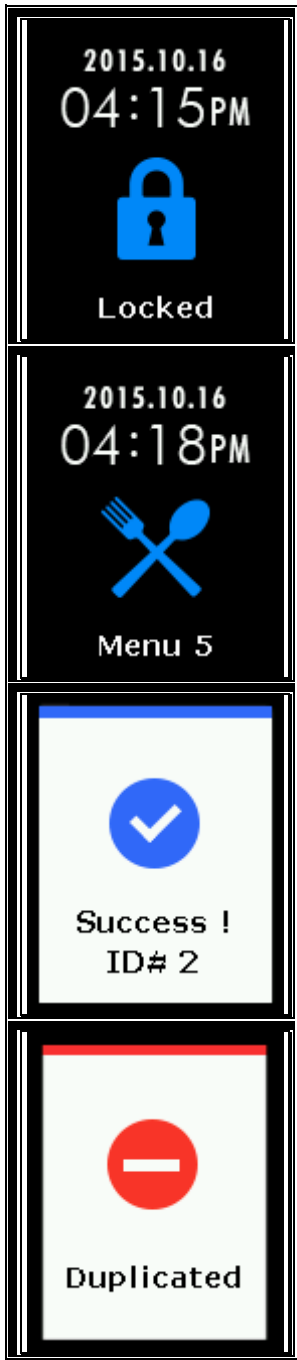 2015.10.16
04:15PM
Locked
2015.10.16
04:18PM
Menu 5
Success !
ID# 2
Duplicated